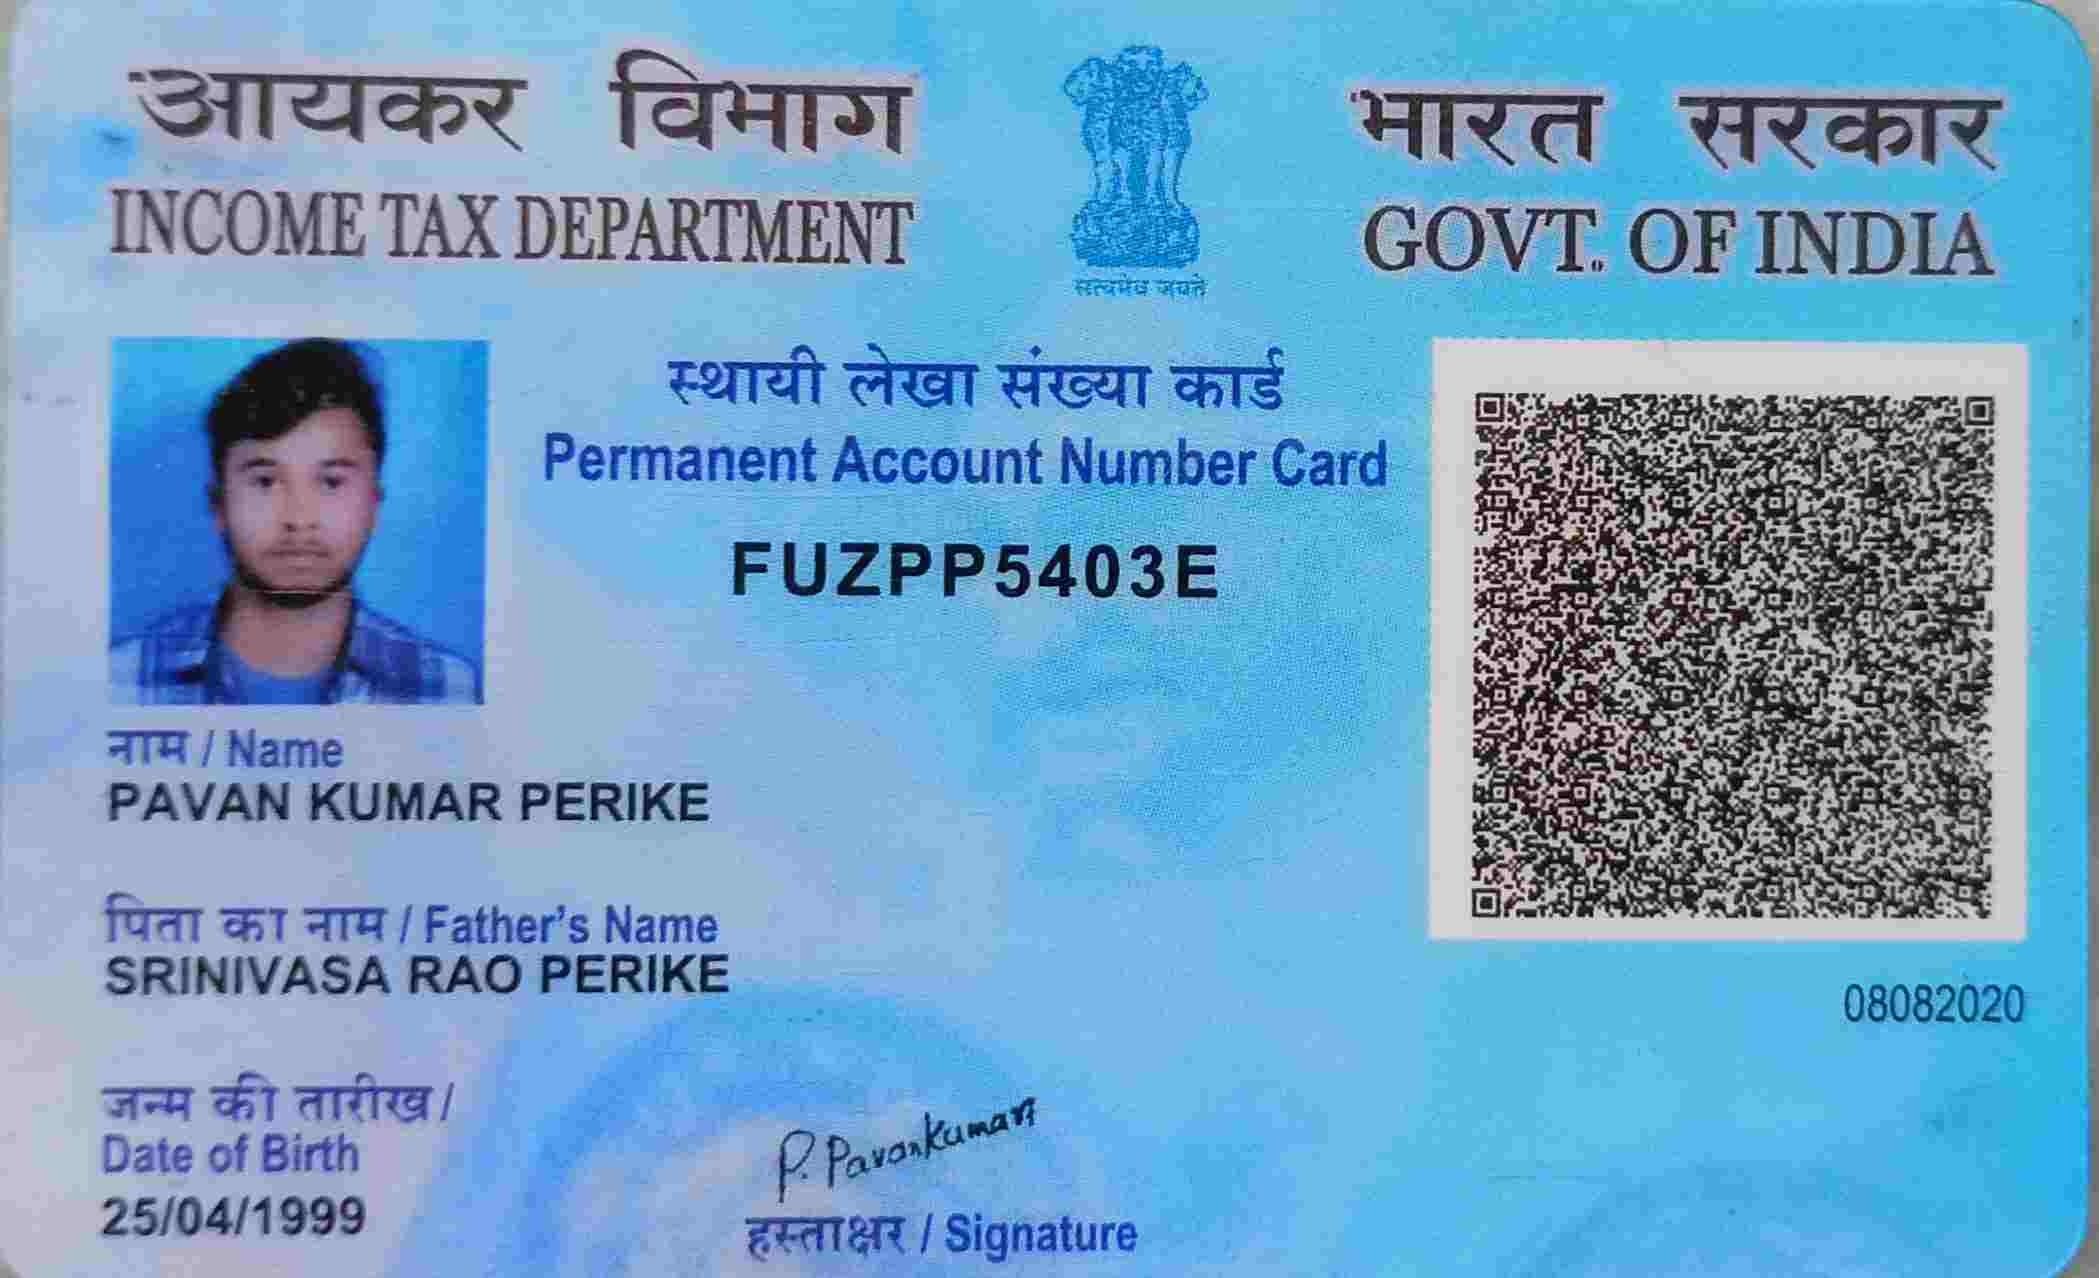 आयकर विभाग
INCOME TAX DEPARTMENT
सत्यमेव जयते
भारत सरकार
GOVT. OF INDIA
स्थायी लेखा संख्या कार्ड
Permanent Account Number Card
FUZPP5403E
नाम / Name
PAVAN KUMAR PERIKE
पिता का नाम / Father's Name
SRINIVASA RAO PERIKE
08082020
जन्म की तारीख /
Date of Birth
25/04/1999
P. Pavankumar
हस्ताक्षर / Signature